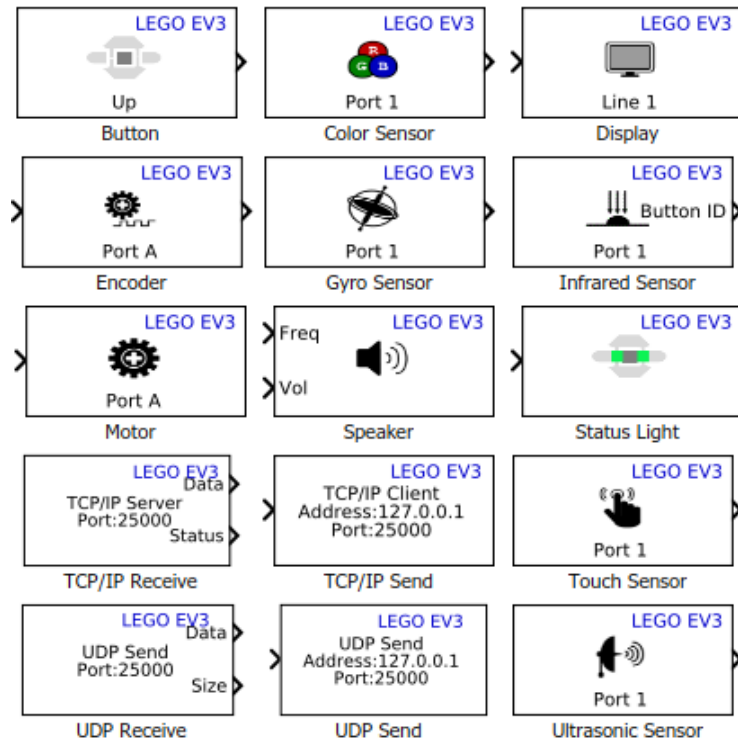 LEGO EV3
Up
Button
LEGO EV3
R
G B
Port 1
Color Sensor
LEGO EV3
Line 1
Display
LEGO EV3
Port A
Encoder
LEGO EV3
Port 1
Gyro Sensor
LEGO EV3
Button ID
Port 1
Infrared Sensor
LEGO EV3
Port A
Motor
LEGO EV3
Freq
Vol
Speaker
LEGO EV3
Status Light
LEGO EV3
Data
TCP/IP Server
Port:25000
Status
TCP/IP Receive
LEGO EV3
TCP/IP Client
Address:127.0.0.1
Port:25000
TCP/IP Send
LEGO EV3
Port 1
Touch Sensor
LEGO EV3
Data
UDP Send
Port:25000
Size
UDP Receive
LEGO EV3
UDP Send
Address:127.0.0.1
Port:25000
UDP Send
LEGO EV3
Port 1
Ultrasonic Sensor